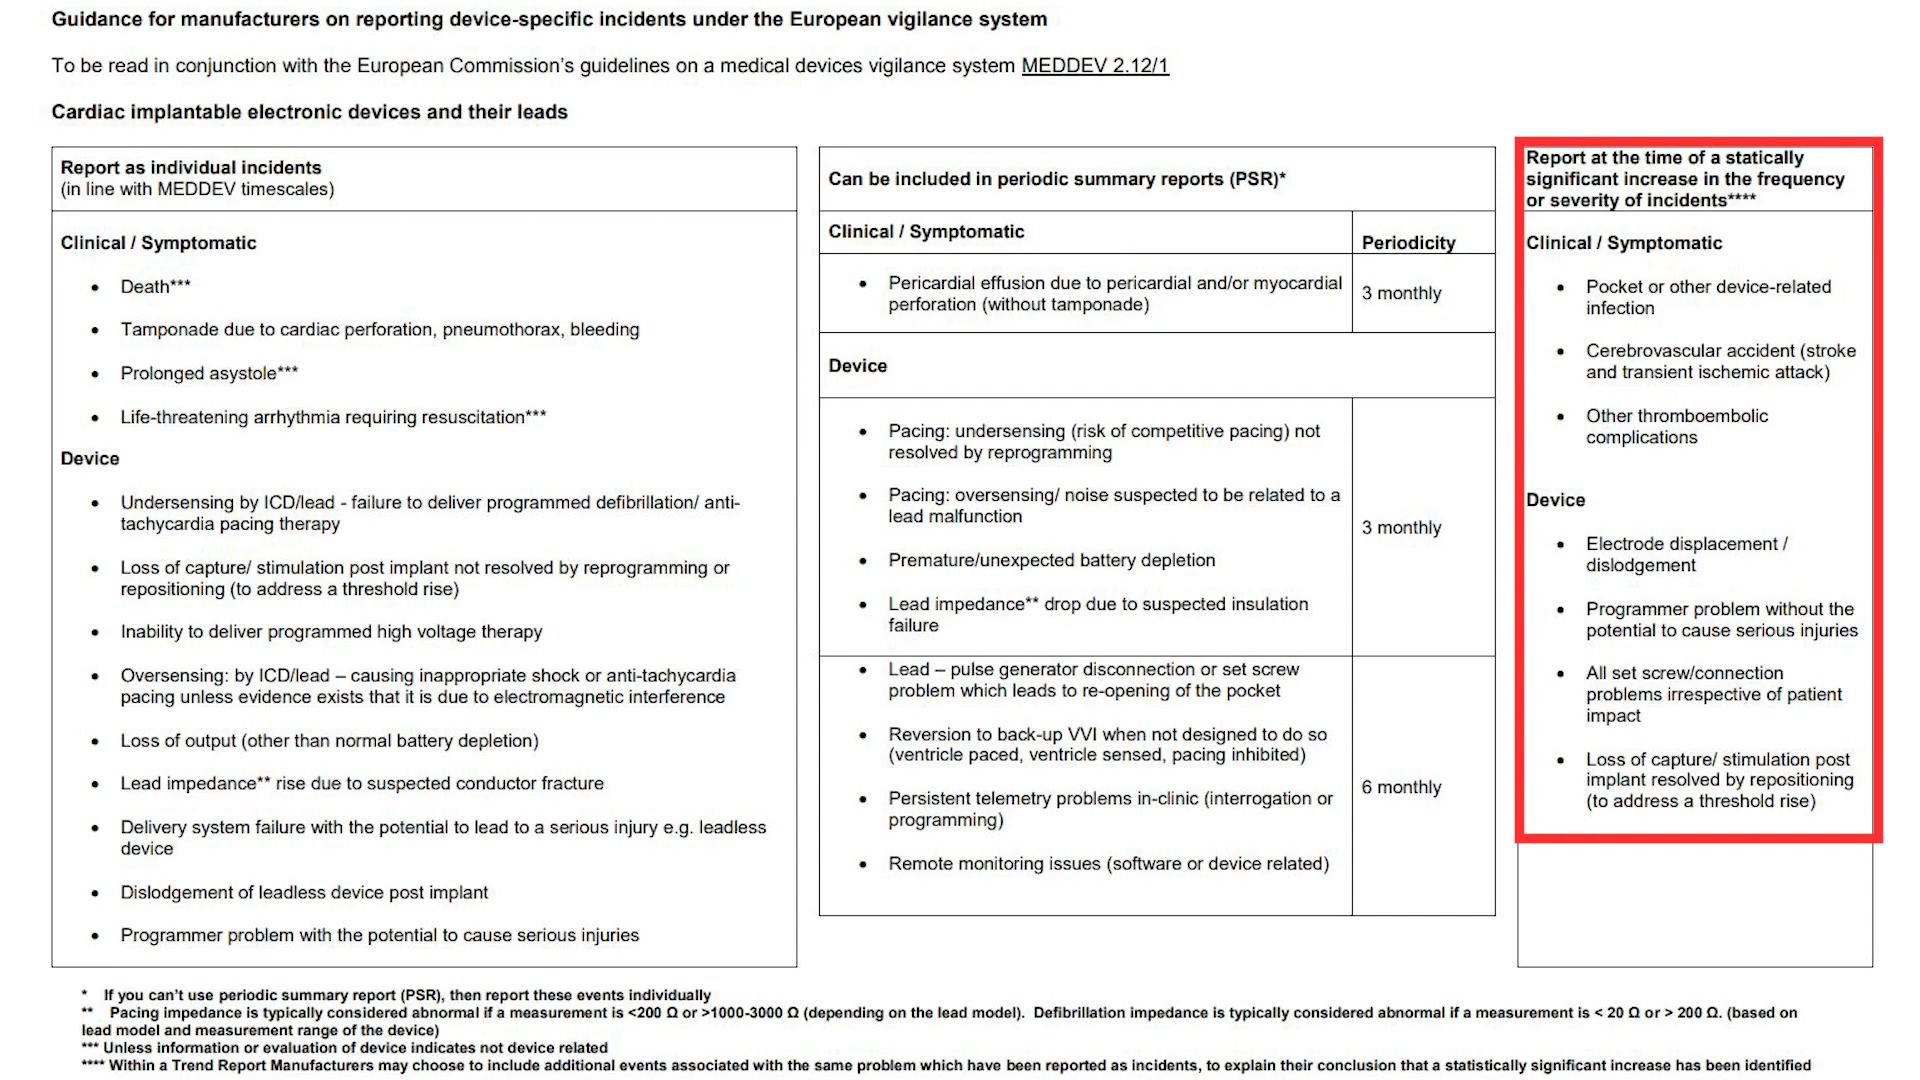 Guidance for manufacturers on reporting device-specific incidents under the European vigilance system
To be read in conjunction with the European Commission's guidelines on a medical devices vigilance system MEDDEV 2.12/1
Cardiac implantable electronic devices and their leads
Report as individual incidents
(in line with MEDDEV timescales)
Clinical / Symptomatic
• Death***
• Tamponade due to cardiac perforation, pneumothorax, bleeding
• Prolonged asystole***
• Life-threatening arrhythmia requiring resuscitation***
Device
• Undersensing by ICD/lead - failure to deliver programmed defibrillation/ anti-
tachycardia pacing therapy
• Loss of capture/ stimulation post implant not resolved by reprogramming or
repositioning (to address a threshold rise)
• Inability to deliver programmed high voltage therapy
• Oversensing: by ICD/lead – causing inappropriate shock or anti-tachycardia
pacing unless evidence exists that it is due to electromagnetic interference
• Loss of output (other than normal battery depletion)
• Lead impedance** rise due to suspected conductor fracture
• Delivery system failure with the potential to lead to a serious injury e.g. leadless
device
• Dislodgement of leadless device post implant
• Programmer problem with the potential to cause serious injuries
Can be included in periodic summary reports (PSR)*
Clinical / Symptomatic
Periodicity
• Pericardial effusion due to pericardial and/or myocardial
perforation (without tamponade)
3 monthly
Device
• Pacing: undersensing (risk of competitive pacing) not
resolved by reprogramming
• Pacing: oversensing/ noise suspected to be related to a
lead malfunction
• Premature/unexpected battery depletion
• Lead impedance** drop due to suspected insulation
failure
3 monthly
• Lead – pulse generator disconnection or set screw
problem which leads to re-opening of the pocket
• Reversion to back-up VVI when not designed to do so
(ventricle paced, ventricle sensed, pacing inhibited)
• Persistent telemetry problems in-clinic (interrogation or
programming)
• Remote monitoring issues (software or device related)
6 monthly
Report at the time of a statically
significant increase in the frequency
or severity of incidents****
Clinical / Symptomatic
• Pocket or other device-related
infection
• Cerebrovascular accident (stroke
and transient ischemic attack)
• Other thromboembolic
complications
Device
• Electrode displacement /
dislodgement
• Programmer problem without the
potential to cause serious injuries
• All set screw/connection
problems irrespective of patient
impact
• Loss of capture/ stimulation post
implant resolved by repositioning
(to address a threshold rise)
* If you can't use periodic summary report (PSR), then report these events individually
** Pacing impedance is typically considered abnormal if a measurement is <200 Ω or >1000-3000 Ω (depending on the lead model). Defibrillation impedance is typically considered abnormal if a measurement is < 20 Ω or > 200 Ω. (based on
lead model and measurement range of the device)
*** Unless information or evaluation of device indicates not device related
**** Within a Trend Report Manufacturers may choose to include additional events associated with the same problem which have been reported as incidents, to explain their conclusion that a statistically significant increase has been identified